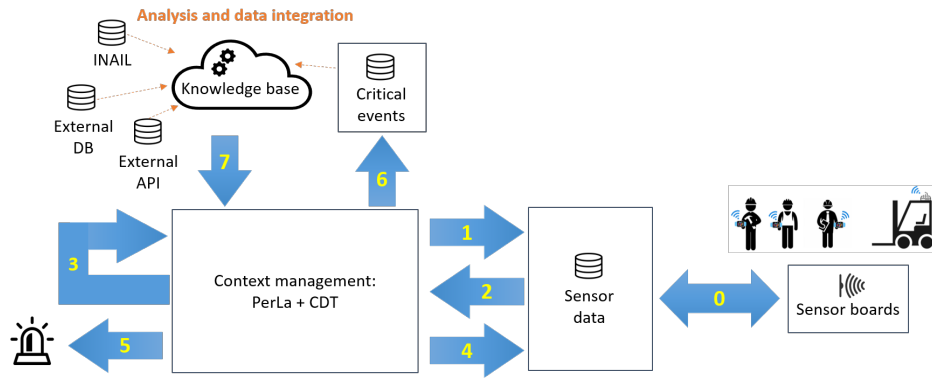 Analysis and data integration
INAIL
Knowledge base
Critical
events
External
DB
External
API
7
6
3
Context management:
PerLa + CDT
1
2
4
5
Sensor
data
0
Sensor boards